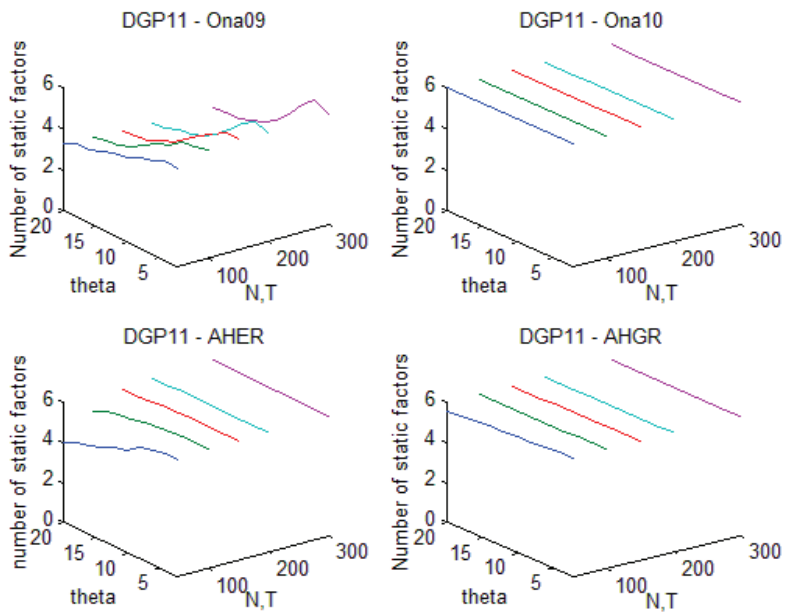 DGP11 - Ona09
Number of static factors
6
4
2
0
20
15
10
5
theta
100
200
300
N,T
DGP11 - Ona10
Number of static factors
6
4
2
0
20
15
10
5
theta
100
200
300
N,T
DGP11 - AHER
number of static factors
6
4
2
0
20
15
10
5
theta
100
200
300
N,T
DGP11 - AHGR
Number of static factors
6
4
2
0
20
15
10
5
theta
100
200
300
N,T